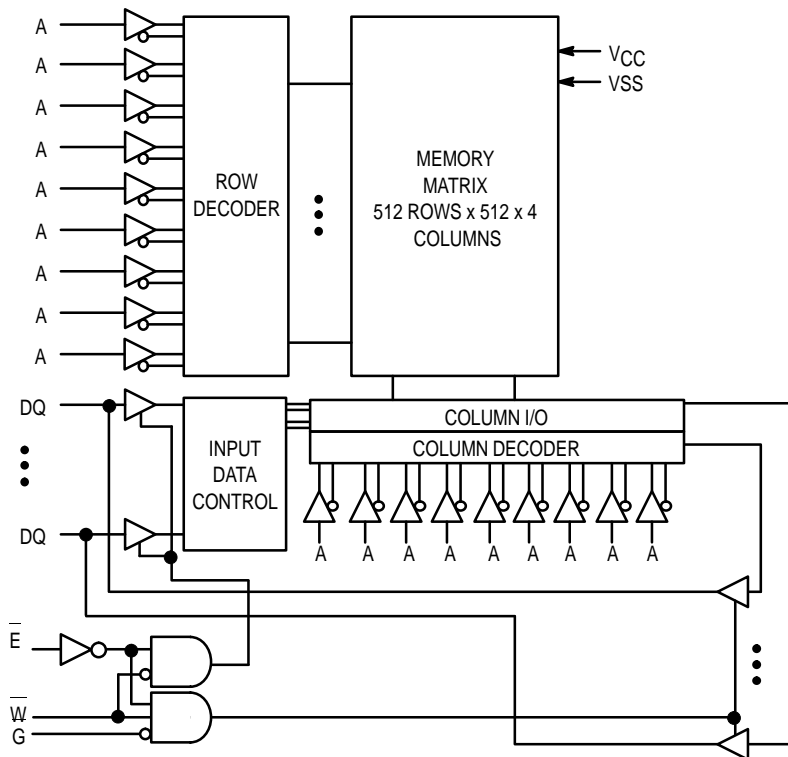 A
A
A
A
A
A
A
A
A
ROW
DECODER
MEMORY
MATRIX
512 ROWS x 512 x 4
COLUMNS
VCC
VSS
DQ
DQ
INPUT
DATA
CONTROL
COLUMN I/O
COLUMN DECODER
A A A A A A A A A
E
W
G